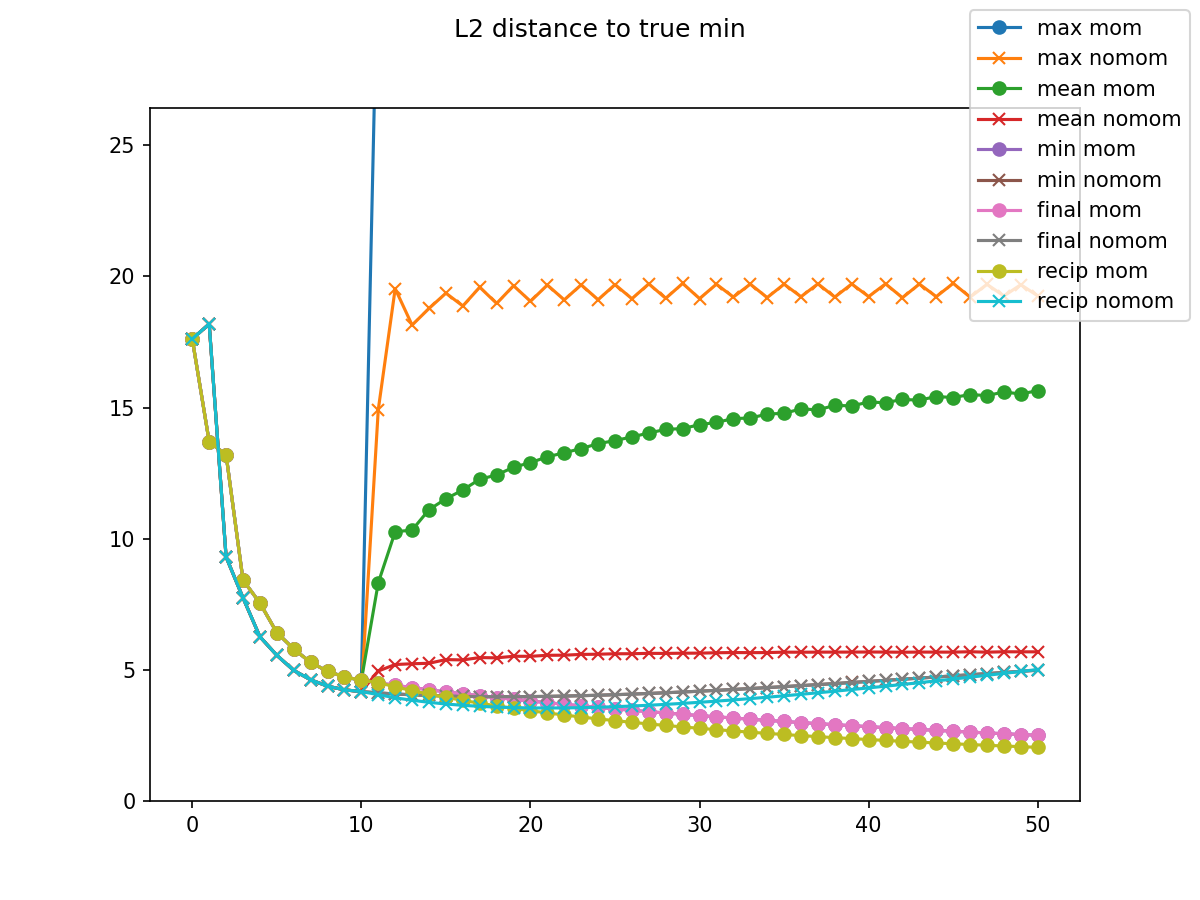 L2 distance to true min
max mom
max nomom
mean mom
mean nomom
min mom
min nomom
final mom
final nomom
recip mom
recip nomom
25
20
15
10
5
0
0 10 20 30 40 50